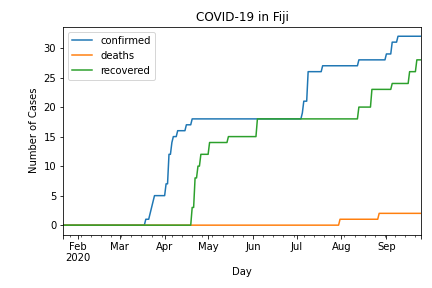 COVID-19 in Fiji
confirmed
deaths
recovered
Number of Cases
30
25
20
15
10
5
0
Feb Mar Apr May Jun Jul Aug Sep
2020
Day